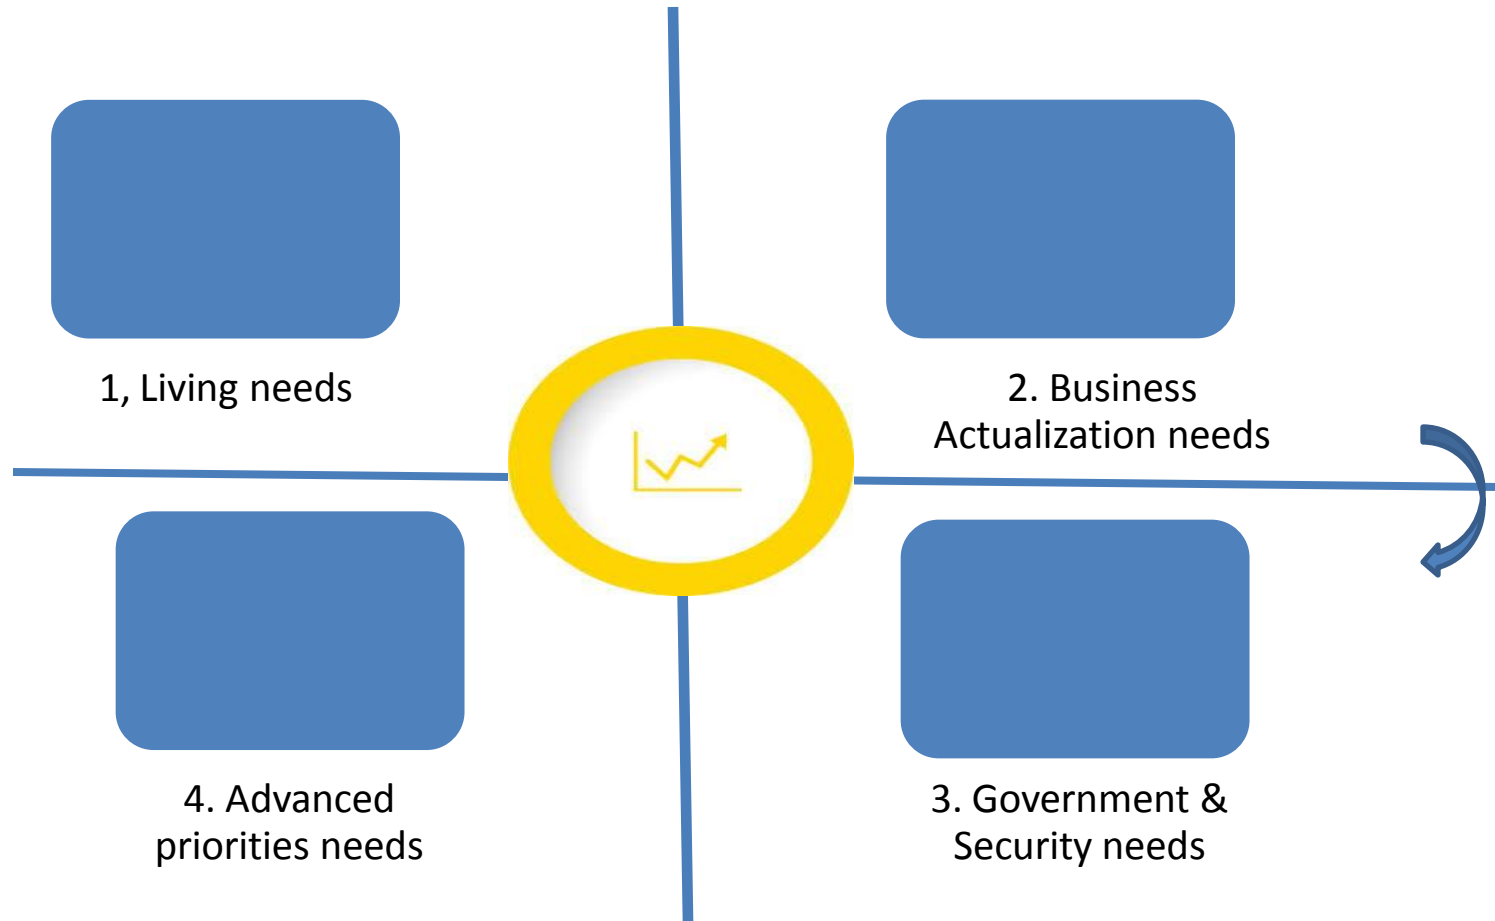 1, Living needs
2. Business
Actualization needs
4. Advanced
priorities needs
3. Government &
Security needs